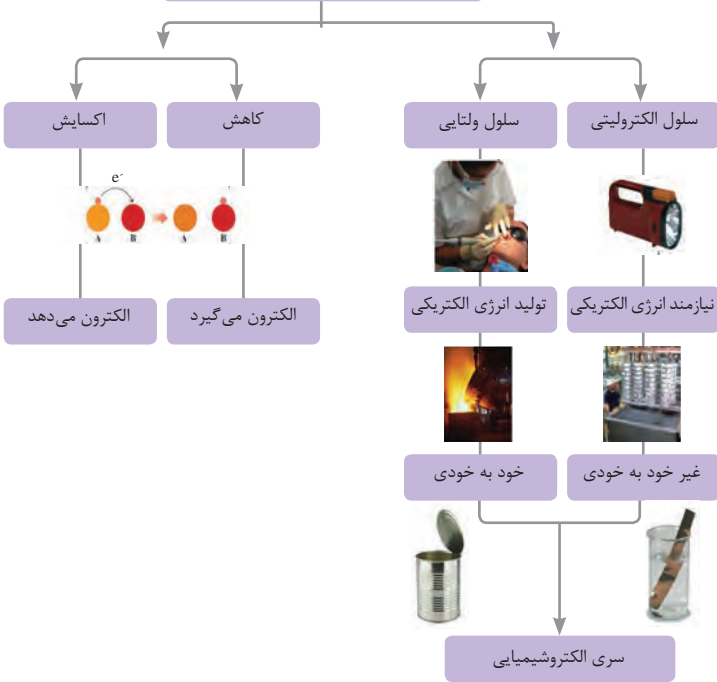 سلول الکترولیتی
سلول ولتایی
کاهش
اکسایش
e-
A B A B
نیازمند انرژی الکتریکی
تولید انرژی الکتریکی
الکترون می‌گیرد
الکترون می‌دهد
غیر خود به خودی
خود به خودی
سری الکتروشیمیایی